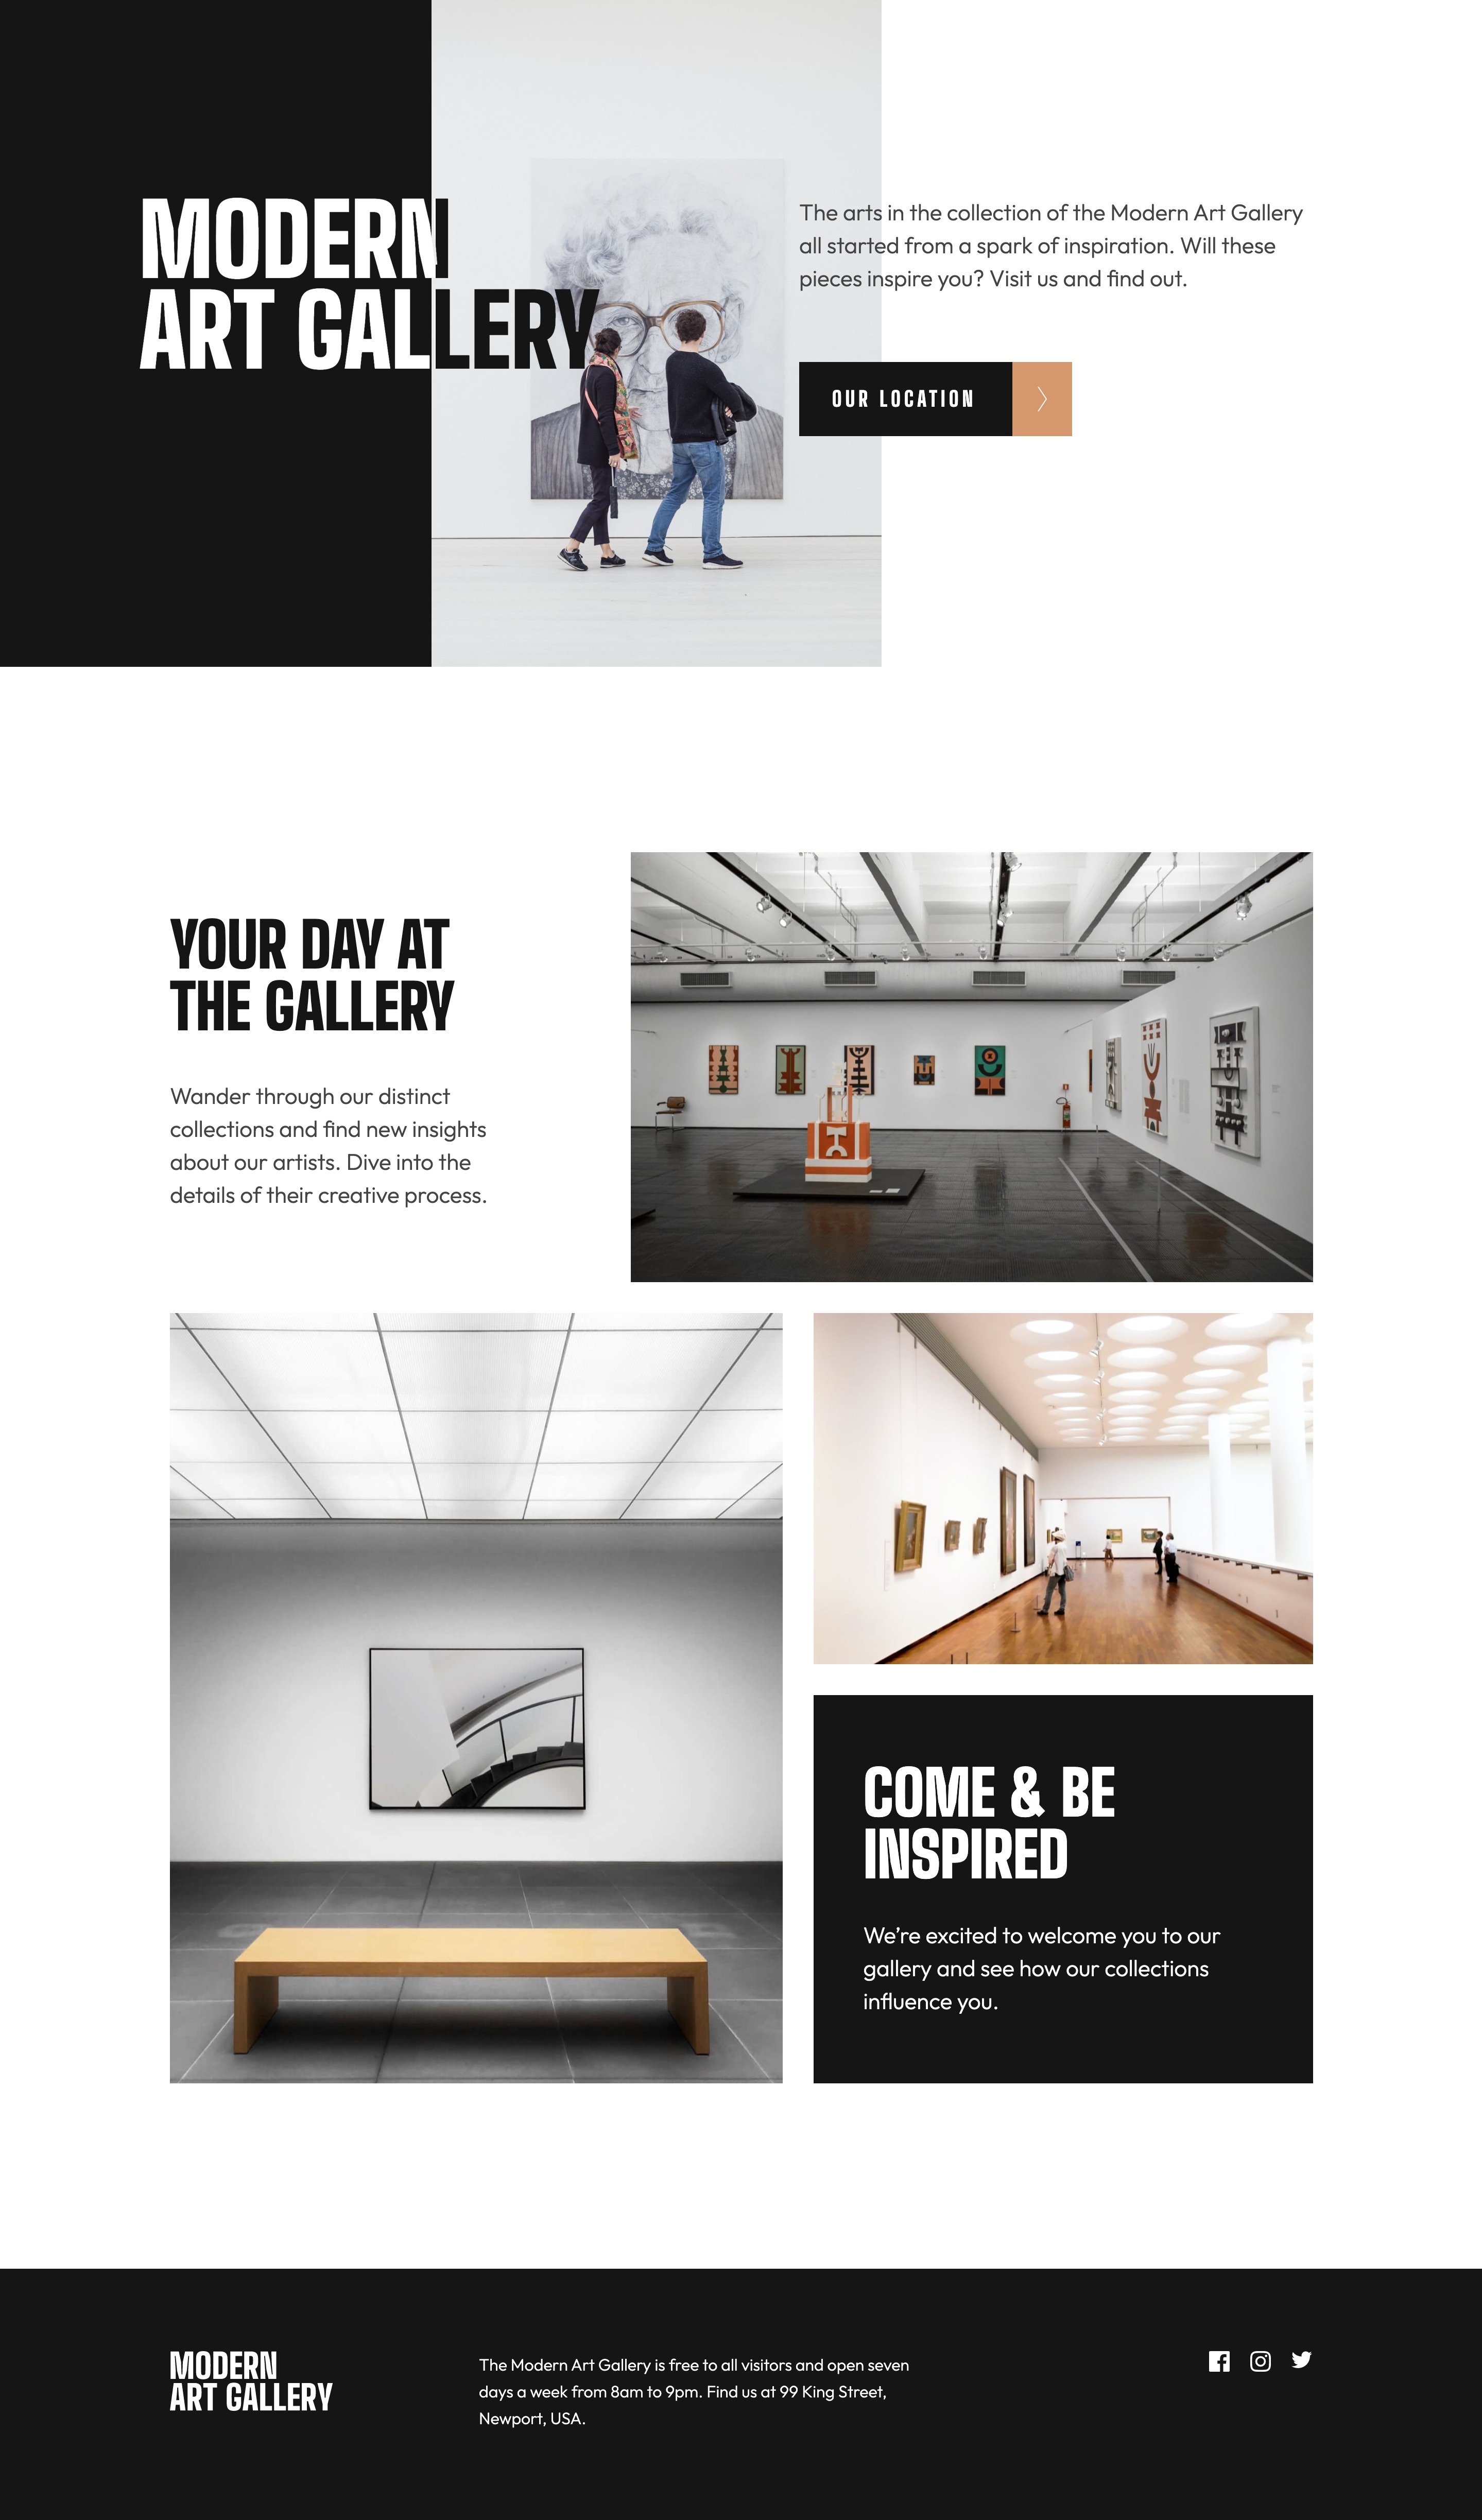 MODERN
ART GALLERY
The arts in the collection of the Modern Art Gallery
all started from a spark of inspiration. Will these
pieces inspire you? Visit us and find out.
OUR LOCATION
YOUR DAY AT
THE GALLERY
Wander through our distinct
collections and find new insights
about our artists. Dive into the
details of their creative process.
COME & BE
INSPIRED
We’re excited to welcome you to our
gallery and see how our collections
influence you.
MODERN
ART GALLERY
The Modern Art Gallery is free to all visitors and open seven
days a week from 8am to 9pm. Find us at 99 King Street,
Newport, USA.